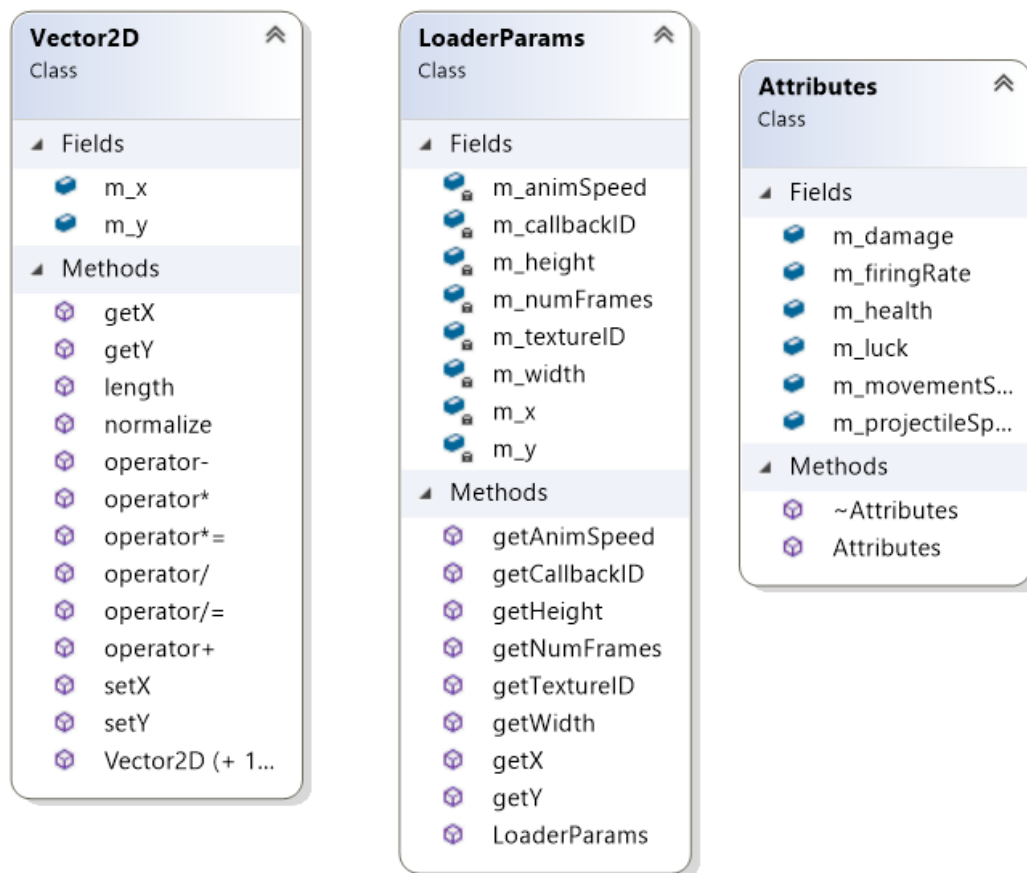 Vector2D
Class
Fields
m_x
m_y
Methods
getX
getY
length
normalize
operator-
operator*
operator*=
operator/
operator/=
operator+
setX
setY
Vector2D (+ 1...
LoaderParams
Class
Fields
m_animSpeed
m_callbackID
m_height
m_numFrames
m_textureID
m_width
m_x
m_y
Methods
getAnimSpeed
getCallbackID
getHeight
getNumFrames
getTextureID
getWidth
getX
getY
LoaderParams
Attributes
Class
Fields
m_damage
m_firingRate
m_health
m_luck
m_movementS...
m_projectileSp...
Methods
~Attributes
Attributes